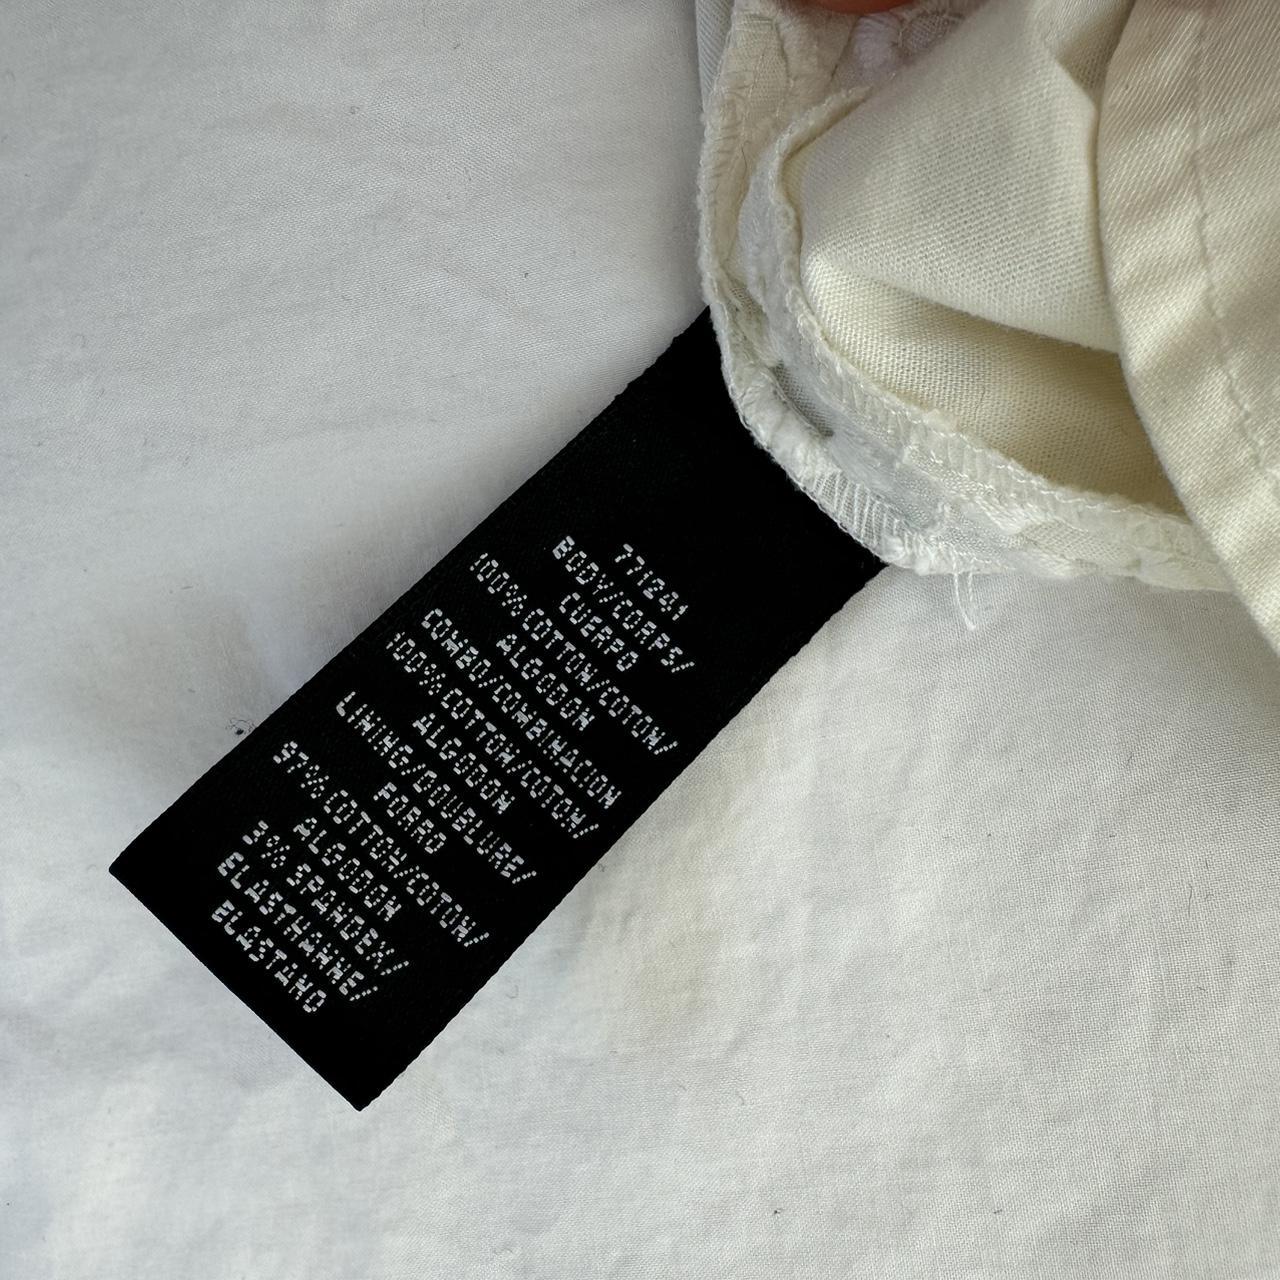 771241
BODY/CORPS/
CUERPO
100% COTTON/COTON/
ALGODON
COMBO/COMBINACION
100% COTTON/COTON/
ALGODON
LINING/DOUBLURE/
FORRO
97% COTTON/COTON/
ALGODON
3% SPANDEX/
ELASTHANNE/
ELASTANO